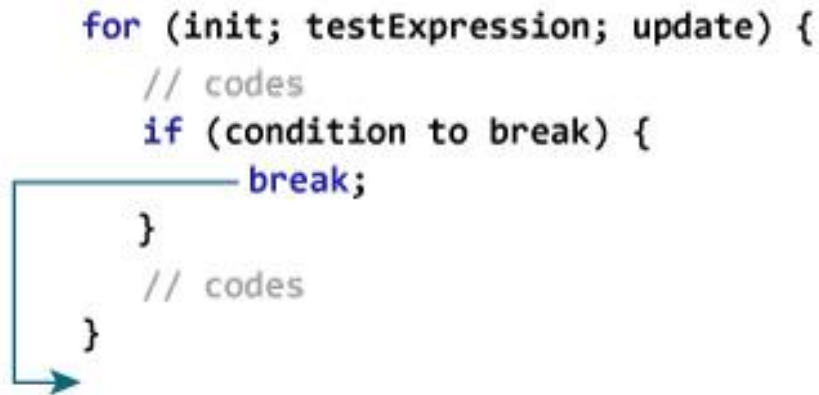 for (init; testExpression; update) {
// codes
if (condition to break) {
break;
}
// codes
}